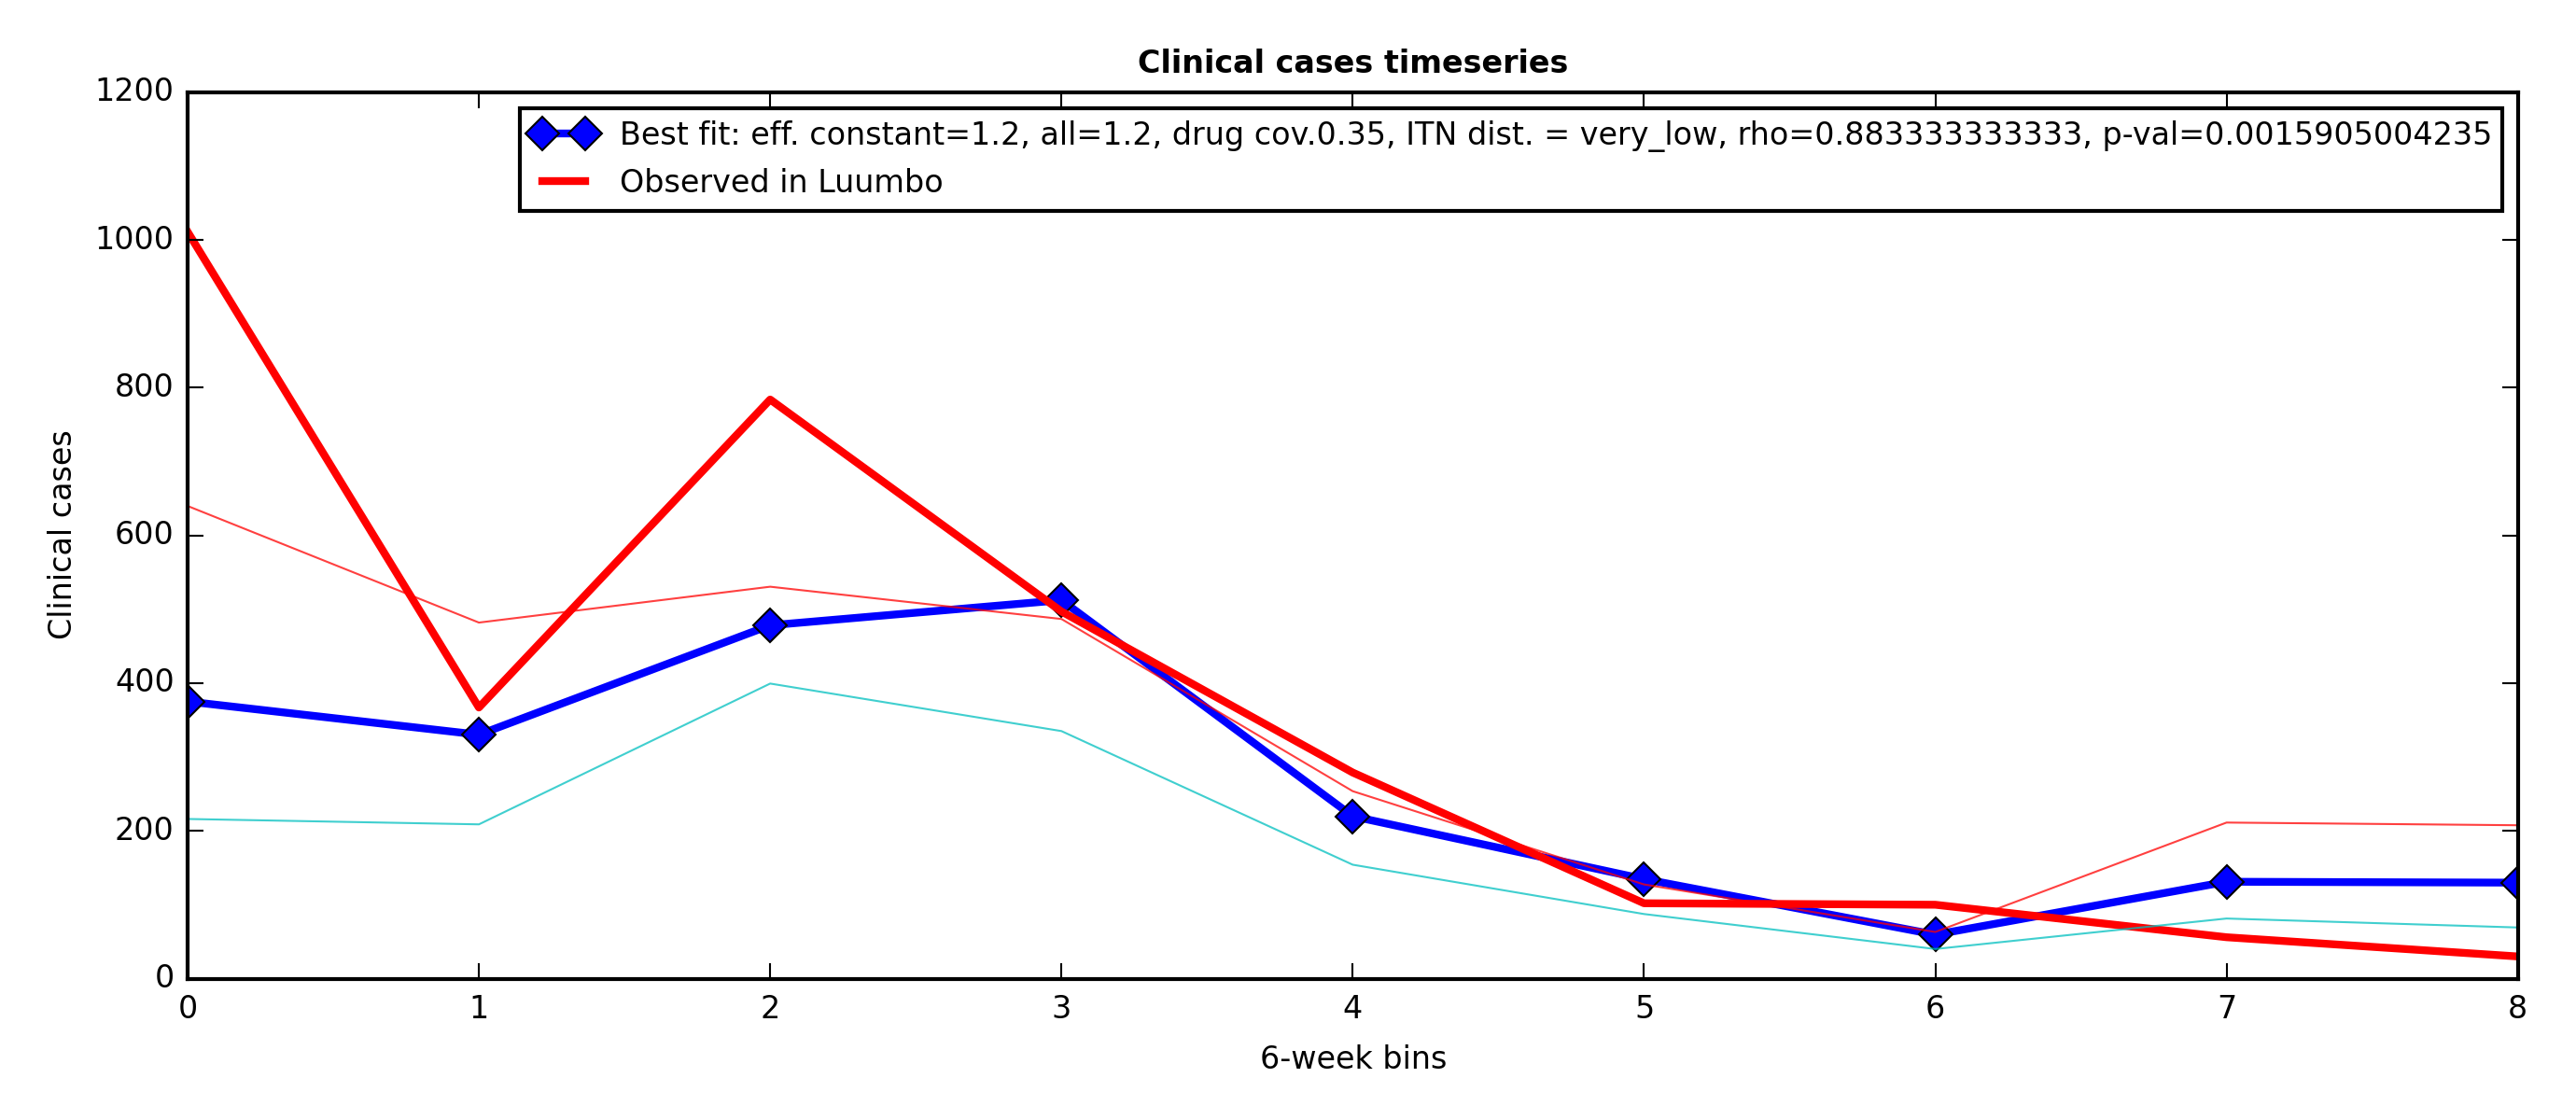 Clinical cases timeseries
1200
1000
800
600
400
200
0
Clinical cases
Best fit: eff. constant=1.2, all=1.2, drug cov.0.35, ITN dist. = very_low, rho=0.883333333333, p-val=0.0015905004235
Observed in Luumbo
0 1 2 3 4 5 6 7 8
6-week bins